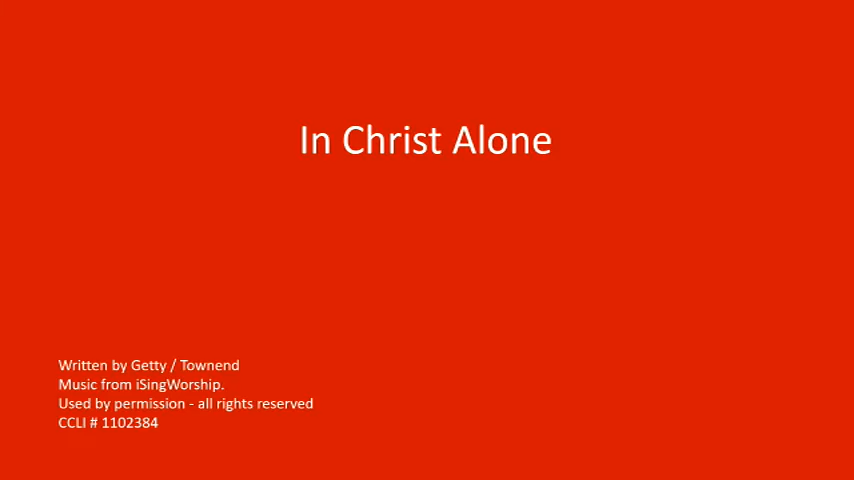 In Christ Alone
Written by Getty / Townend
Music from iSingWorship.
Used by permission - all rights reserved
CCLI # 1102384